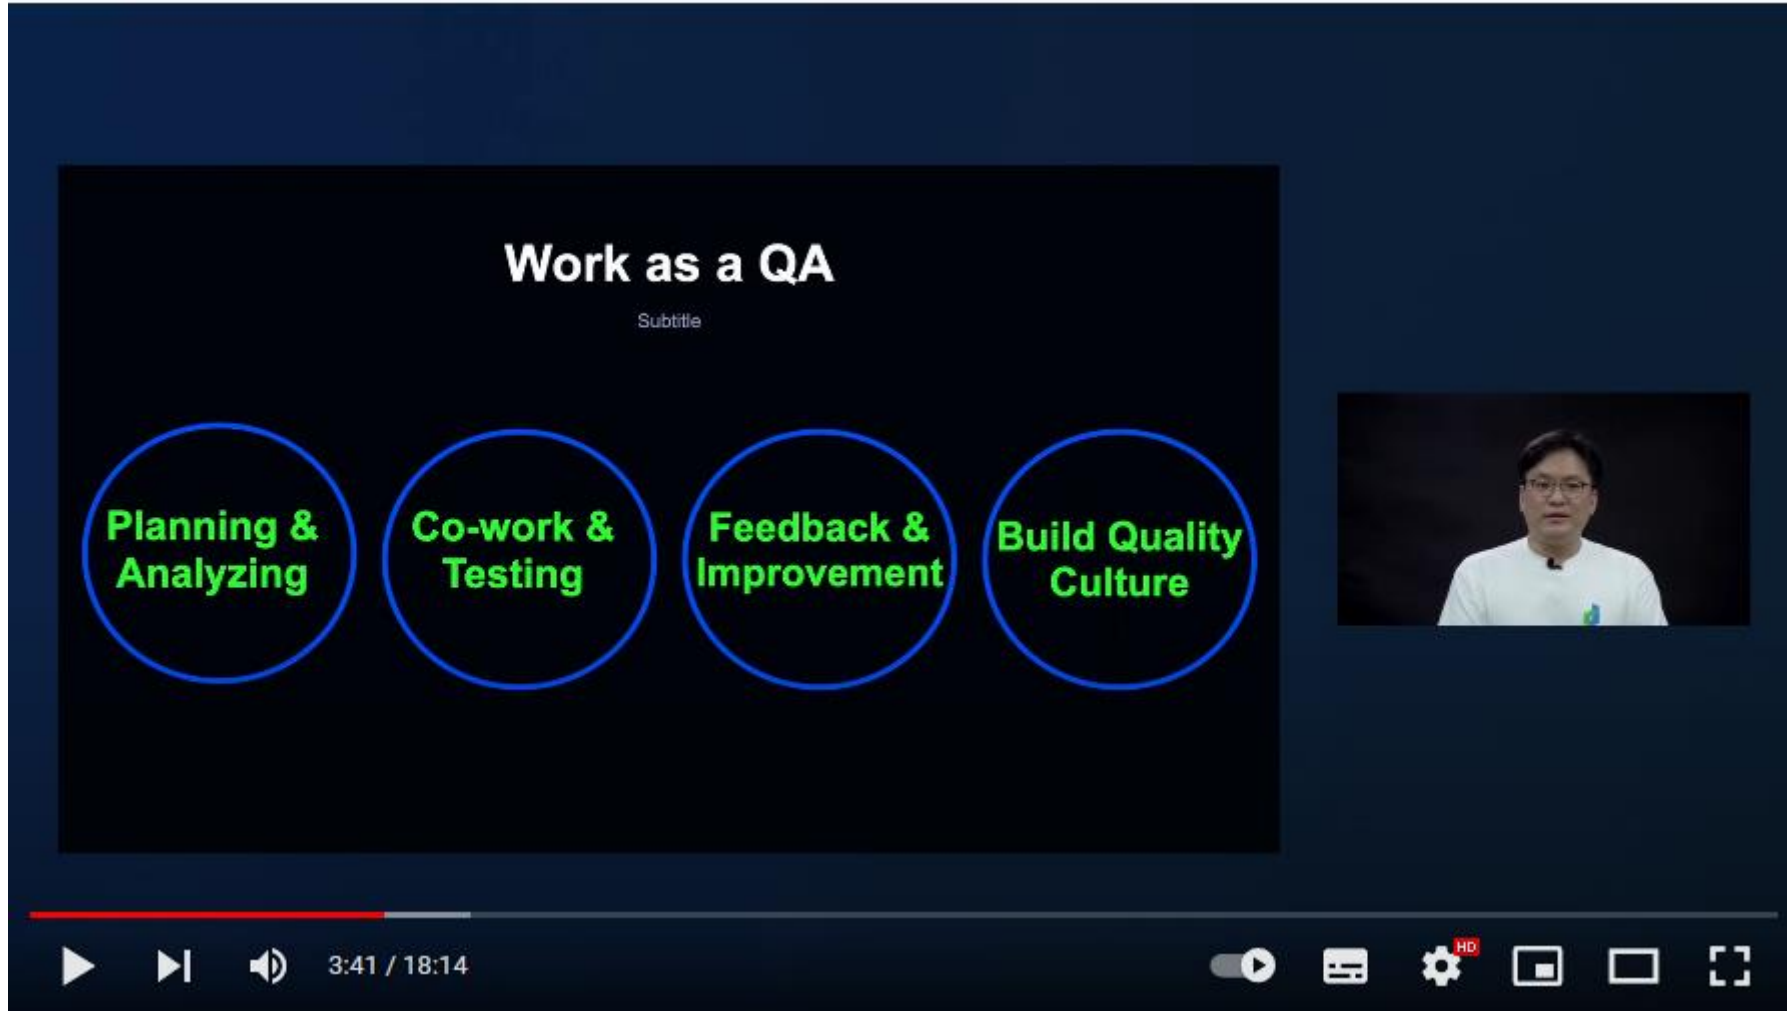 Work as a QA
Subtitle
Planning &
Analyzing
Co-work &
Testing
Feedback &
Improvement
Build Quality
Culture
3:41 / 18:14
HD